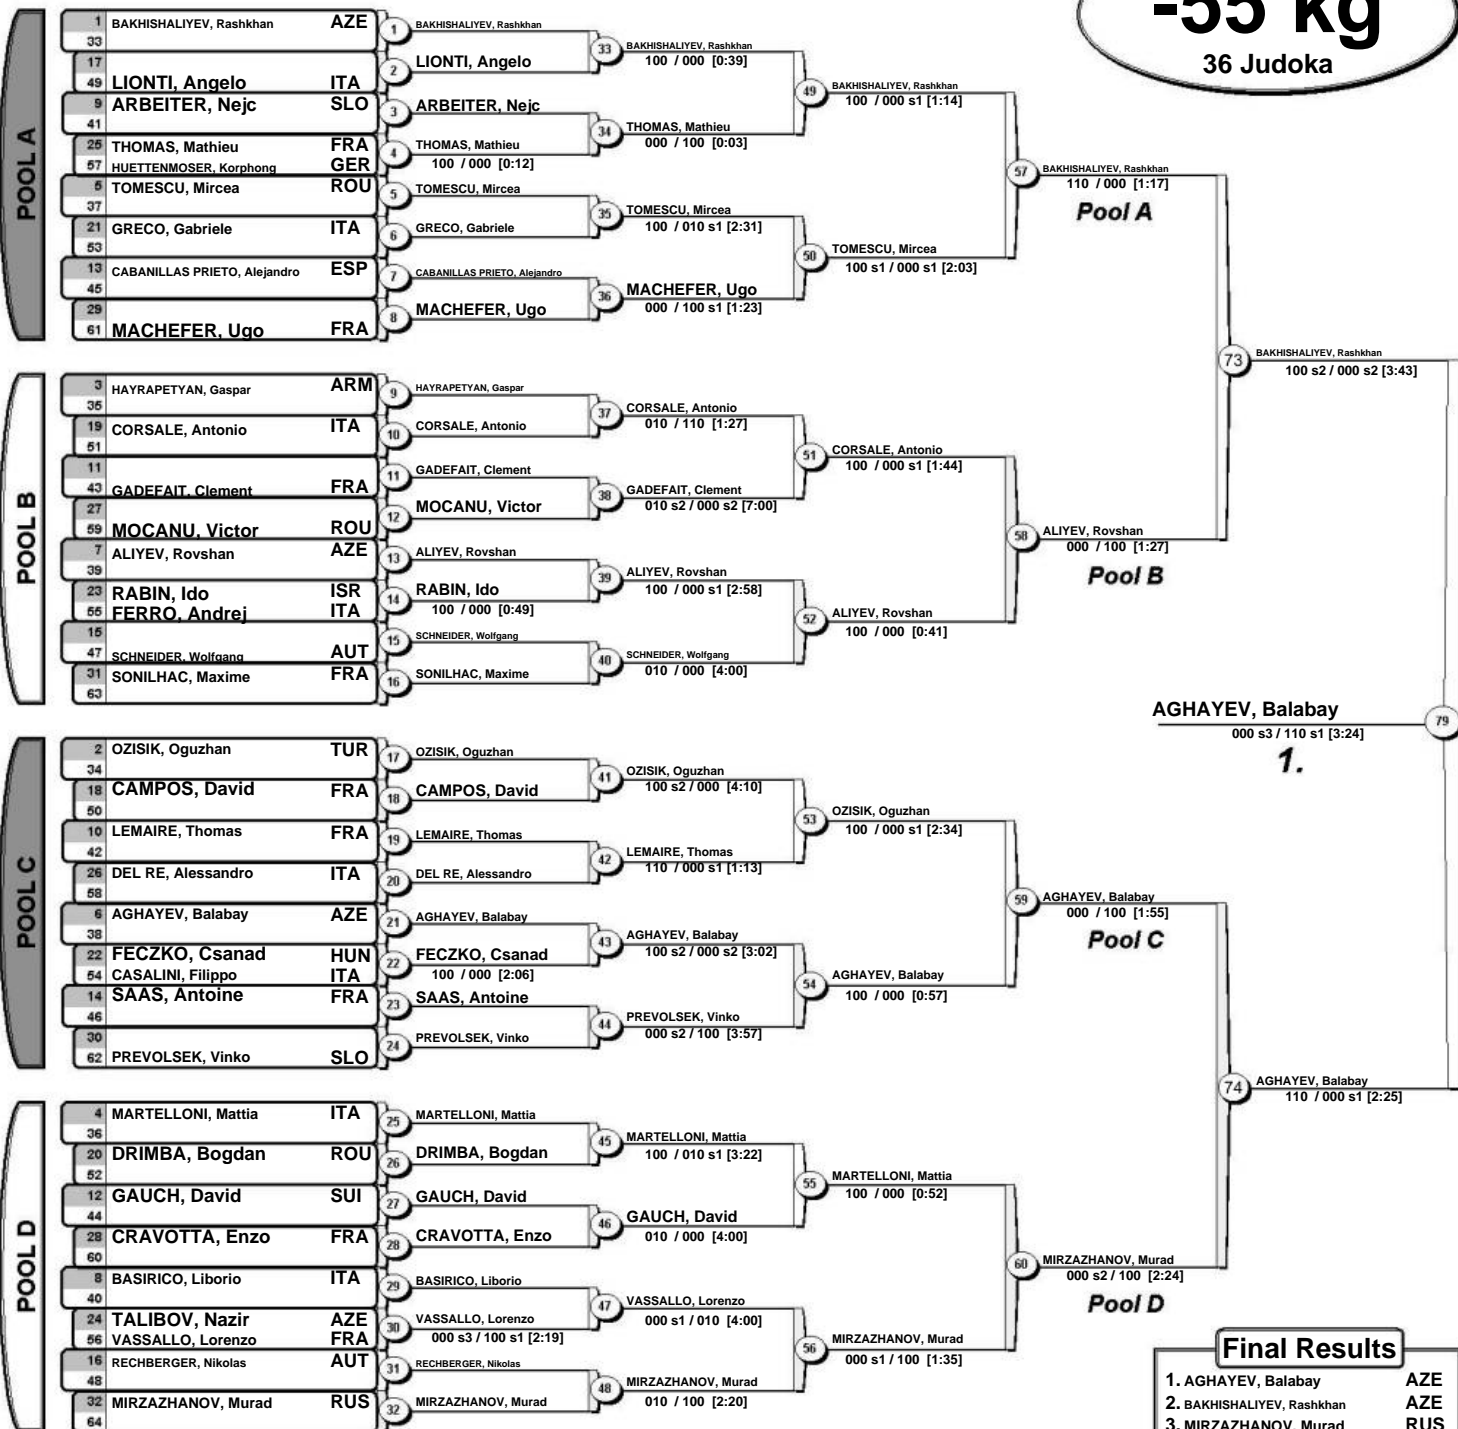 -55 kg
36 Judoka
POOL A
1 BAKHISHALIYEV, Rashkhan AZE
33
17
49 LIONTI, Angelo ITA
9 ARBEITER, Nejc SLO
41
25 THOMAS, Mathieu FRA
57 HUETTENMOSER, Korphong GER
5 TOMESCU, Mircea ROU
37
21 GRECO, Gabriele ITA
53
13 CABANILLAS PRIETO, Alejandro ESP
45
29
61 MACHEFER, Ugo FRA
1 BAKHISHALIYEV, Rashkhan
2 LIONTI, Angelo
3 ARBEITER, Nejc
4 THOMAS, Mathieu
100 / 000 [0:12]
5 TOMESCU, Mircea
6 GRECO, Gabriele
7 CABANILLAS PRIETO, Alejandro
8 MACHEFER, Ugo
33 BAKHISHALIYEV, Rashkhan
100 / 000 [0:39]
34 THOMAS, Mathieu
000 / 100 [0:03]
35 TOMESCU, Mircea
100 / 010 s1 [2:31]
36 MACHEFER, Ugo
000 / 100 s1 [1:23]
49 BAKHISHALIYEV, Rashkhan
100 / 000 s1 [1:14]
50 TOMESCU, Mircea
100 s1 / 000 s1 [2:03]
57 BAKHISHALIYEV, Rashkhan
110 / 000 [1:17]
Pool A
POOL B
3 HAYRAPETYAN, Gaspar ARM
35
19 CORSALE, Antonio ITA
51
11
43 GADEFAIT, Clement FRA
27
59 MOCANU, Victor ROU
7 ALIYEV, Rovshan AZE
39
23 RABIN, Ido ISR
55 FERRO, Andrej ITA
15
47 SCHNEIDER, Wolfgang AUT
31 SONILHAC, Maxime FRA
63
9 HAYRAPETYAN, Gaspar
10 CORSALE, Antonio
11 GADEFAIT, Clement
12 MOCANU, Victor
13 ALIYEV, Rovshan
14 RABIN, Ido
100 / 000 [0:49]
15 SCHNEIDER, Wolfgang
16 SONILHAC, Maxime
37 CORSALE, Antonio
010 / 110 [1:27]
38 GADEFAIT, Clement
010 s2 / 000 s2 [7:00]
39 ALIYEV, Rovshan
100 / 000 s1 [2:58]
40 SCHNEIDER, Wolfgang
010 / 000 [4:00]
51 CORSALE, Antonio
100 / 000 s1 [1:44]
52 ALIYEV, Rovshan
100 / 000 [0:41]
58 ALIYEV, Rovshan
000 / 100 [1:27]
Pool B
73 BAKHISHALIYEV, Rashkhan
100 s2 / 000 s2 [3:43]
AGHAYEV, Balabay 79
000 s3 / 110 s1 [3:24]
1.
POOL C
2 OZISIK, Oguzhan TUR
34
18 CAMPOS, David FRA
50
10 LEMAIRE, Thomas FRA
42
26 DEL RE, Alessandro ITA
58
6 AGHAYEV, Balabay AZE
38
22 FECZKO, Csanad HUN
54 CASALINI, Filippo ITA
14 SAAS, Antoine FRA
46
30
62 PREVOLSEK, Vinko SLO
17 OZISIK, Oguzhan
18 CAMPOS, David
19 LEMAIRE, Thomas
20 DEL RE, Alessandro
21 AGHAYEV, Balabay
22 FECZKO, Csanad
100 / 000 [2:06]
23 SAAS, Antoine
24 PREVOLSEK, Vinko
41 OZISIK, Oguzhan
100 s2 / 000 [4:10]
42 LEMAIRE, Thomas
110 / 000 s1 [1:13]
43 AGHAYEV, Balabay
100 s2 / 000 s2 [3:02]
44 PREVOLSEK, Vinko
000 s2 / 100 [3:57]
53 OZISIK, Oguzhan
100 / 000 s1 [2:34]
54 AGHAYEV, Balabay
100 / 000 [0:57]
59 AGHAYEV, Balabay
000 / 100 [1:55]
Pool C
POOL D
4 MARTELLONI, Mattia ITA
36
20 DRIMBA, Bogdan ROU
52
12 GAUCH, David SUI
44
28 CRAVOTTA, Enzo FRA
60
8 BASIRICO, Liborio ITA
40
24 TALIBOV, Nazir AZE
56 VASSALLO, Lorenzo FRA
16 RECHBERGER, Nikolas AUT
48
32 MIRZAZHANOV, Murad RUS
64
25 MARTELLONI, Mattia
26 DRIMBA, Bogdan
27 GAUCH, David
28 CRAVOTTA, Enzo
29 BASIRICO, Liborio
30 VASSALLO, Lorenzo
000 s3 / 100 s1 [2:19]
31 RECHBERGER, Nikolas
32 MIRZAZHANOV, Murad
45 MARTELLONI, Mattia
100 / 010 s1 [3:22]
46 GAUCH, David
010 / 000 [4:00]
47 VASSALLO, Lorenzo
000 s1 / 010 [4:00]
48 MIRZAZHANOV, Murad
010 / 100 [2:20]
55 MARTELLONI, Mattia
100 / 000 [0:52]
56 MIRZAZHANOV, Murad
000 s1 / 100 [1:35]
60 MIRZAZHANOV, Murad
000 s2 / 100 [2:24]
Pool D
74 AGHAYEV, Balabay
110 / 000 s1 [2:25]
Final Results
1. AGHAYEV, Balabay AZE
2. BAKHISHALIYEV, Rashkhan AZE
3. MIRZAZHANOV, Murad RUS